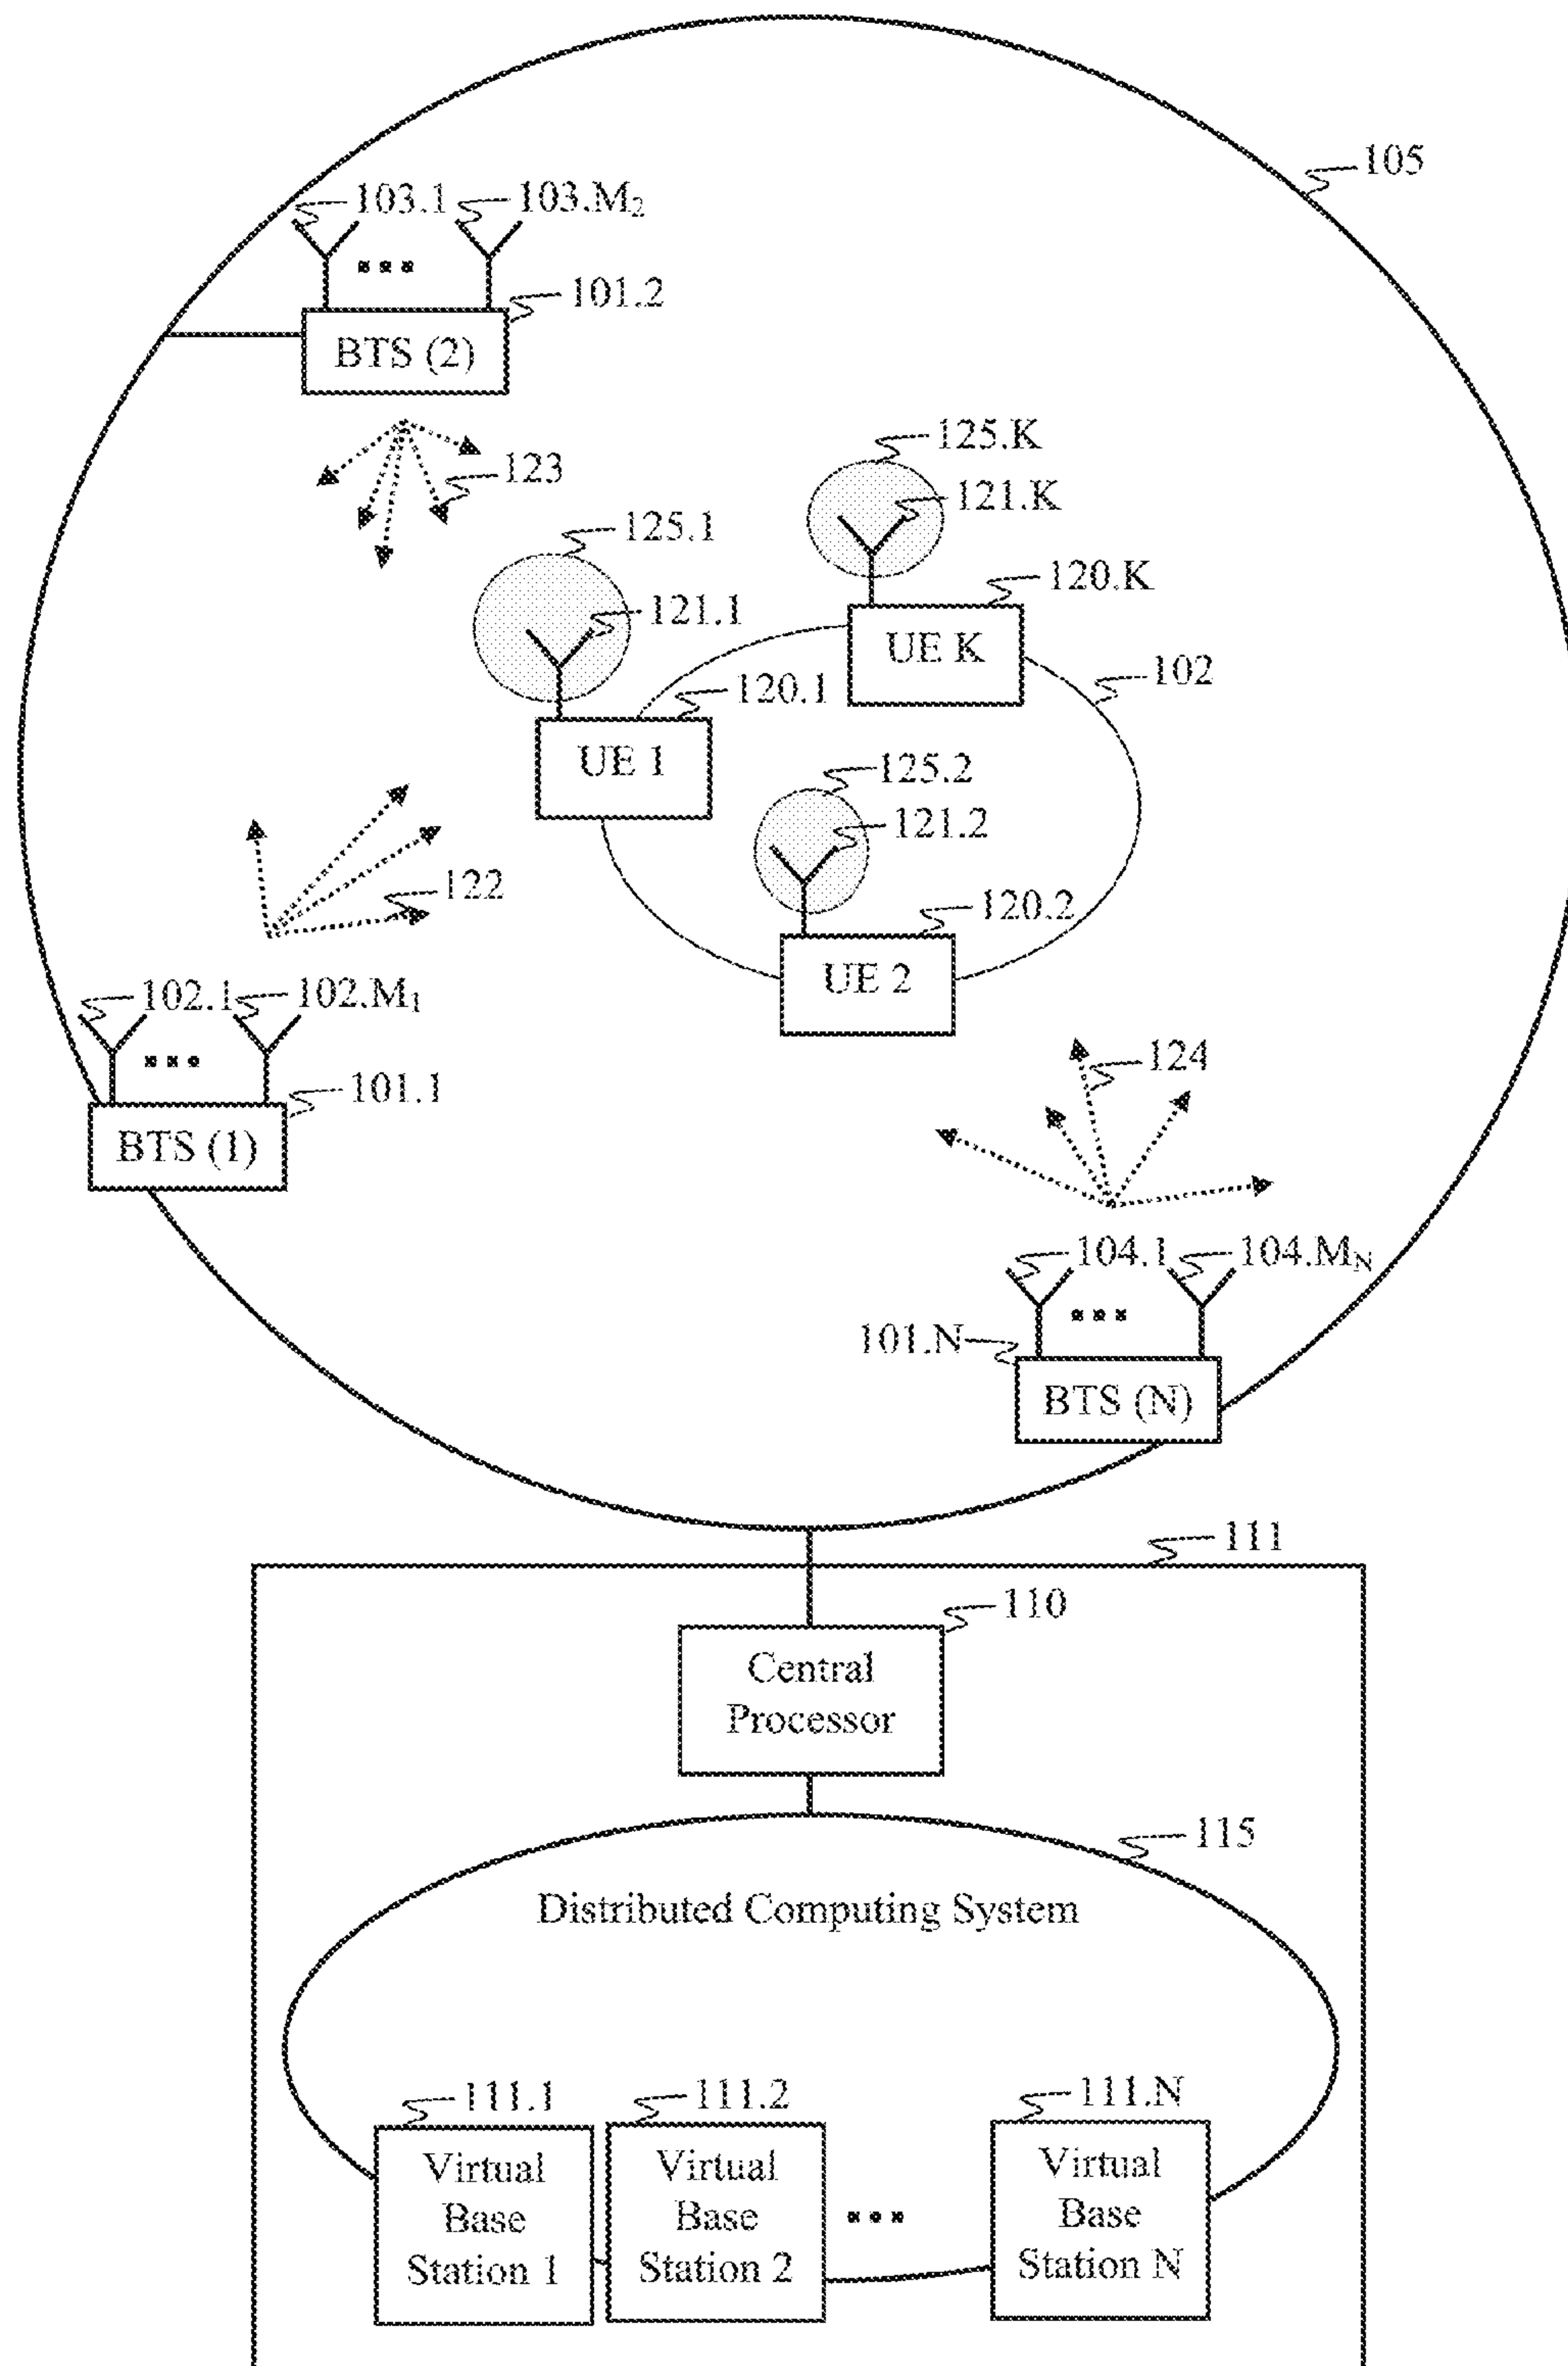 105
103.1
103.M₂
101.2
BTS (2)
123
125.K
121.K
125.1
120.K
121.1
UE K
102
120.1
UE 1
125.2
121.2
122
120.2
UE 2
102.1
102.M₁
124
101.1
BTS (1)
104.1
104.M_N
101.N
BTS (N)
111
110
Central
Processor
115
Distributed Computing System
111.1
111.2
111.N
Virtual
Base
Station 1
Virtual
Base
Station 2
Virtual
Base
Station N